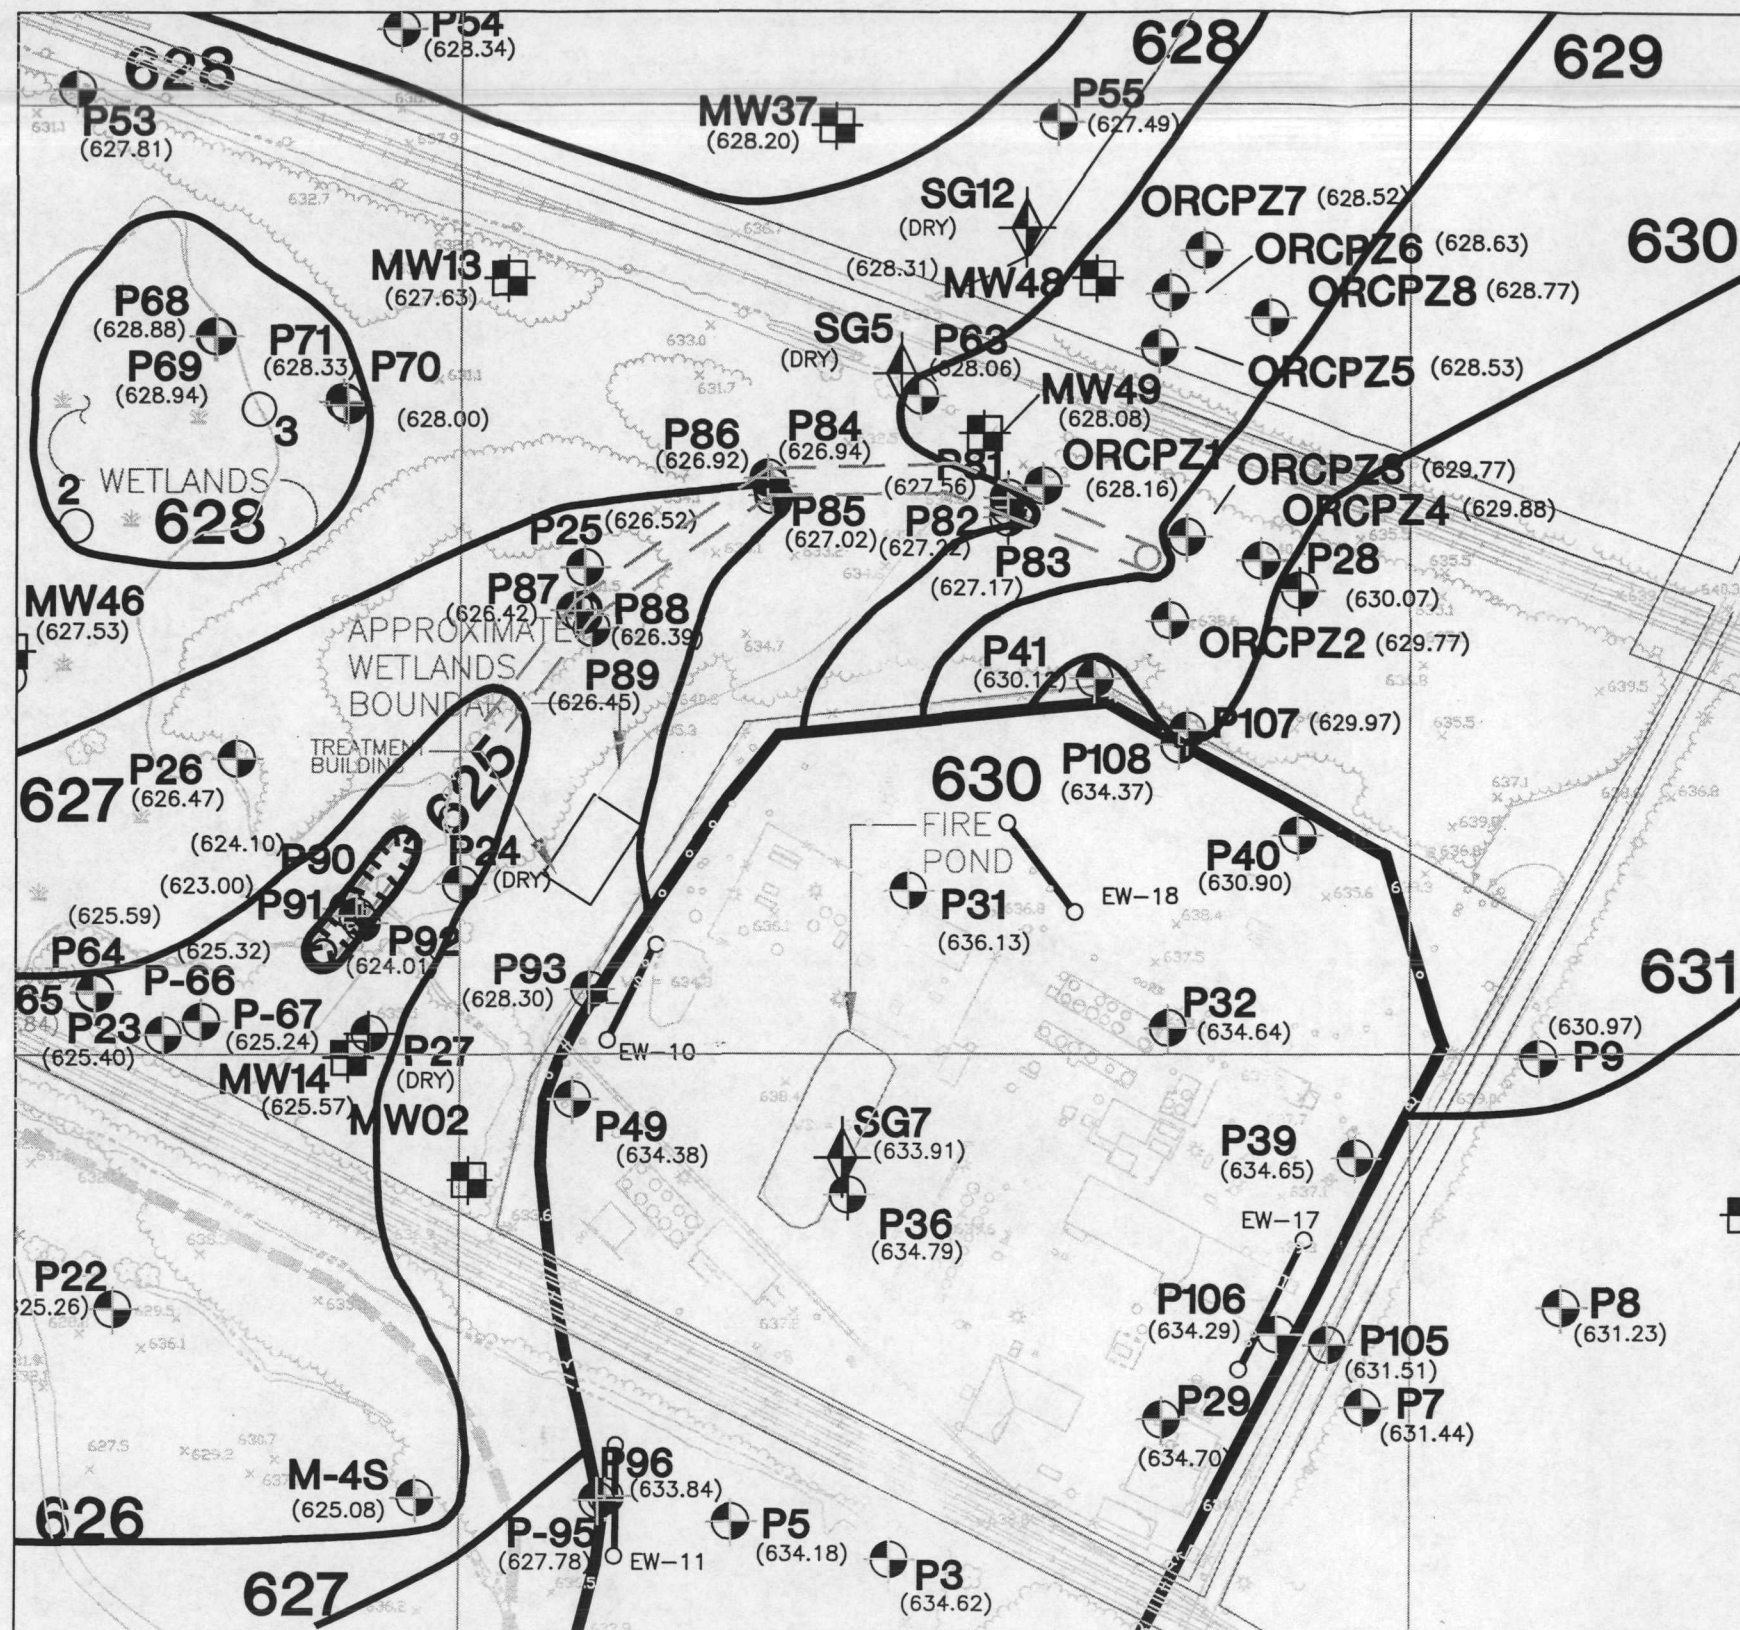 P54
(628.34)
628
628
629
P53
(627.81)
MW37
(628.20)
P55
(627.49)
SG12
(DRY)
ORCPZ7 (628.52)
ORCPZ6 (628.63)
630
MW13
(627.63)
(628.31)
MW48
ORCPZ8 (628.77)
P68
(628.88)
P69
(628.94)
P71
(628.33)
P70
(628.00)
SG5
(DRY)
P63
(628.06)
ORCPZ5 (628.53)
MW49
(628.08)
3
2
WETLANDS
628
P86
(626.92)
P84
(626.94)
P81
(627.56)
ORCPZ1
(628.16)
ORCPZ3 (629.77)
ORCPZ4 (629.88)
P25
(626.52)
P85
(627.02)
P82
(627.22)
P83
(627.17)
P28
(630.07)
MW46
(627.53)
P87
(626.42)
P88
(626.39)
APPROXIMATE
WETLANDS
BOUNDARY
P89
(626.45)
ORCPZ2 (629.77)
P41
(630.12)
P107 (629.97)
P108
(634.37)
TREATMENT
BUILDING
625
P26
(626.47)
627
630
FIRE
POND
(624.10)
P90
P24
(DRY)
P40
(630.90)
(623.00)
P91
P31
(636.13)
EW-18
(625.59)
P64
(625.32)
P92
(624.01)
P-66
P93
(628.30)
631
65
P-67
(625.24)
P23
(625.40)
P32
(634.64)
(630.97)
P9
EW-10
P27
(DRY)
MW14
(625.57)
MW02
P49
(634.38)
SG7
(633.91)
P39
(634.65)
P36
(634.79)
EW-17
P22
625.26)
P106
(634.29)
P8
(631.23)
P105
(631.51)
P29
(634.70)
P7
(631.44)
M-4S
(625.08)
P96
(633.84)
626
P-95
(627.78)
P5
(634.18)
EW-11
P3
(634.62)
627